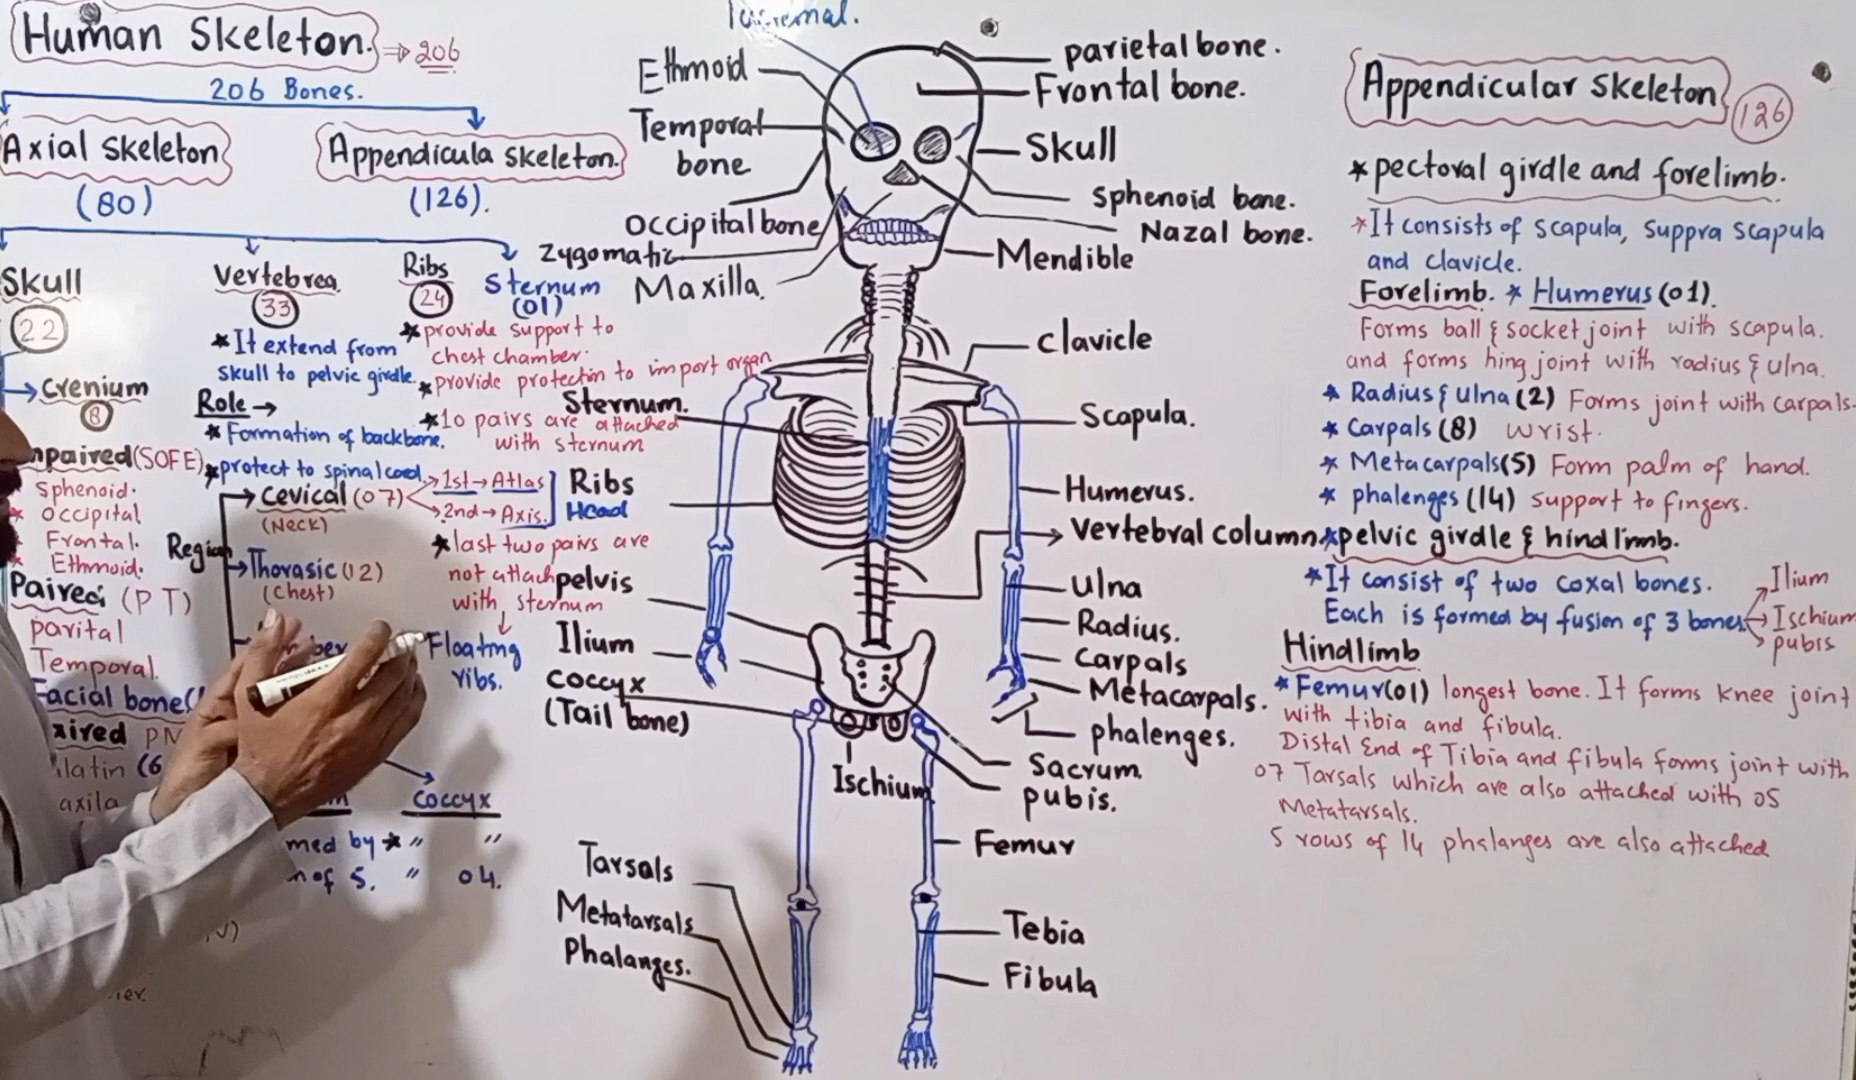 Human Skeleton. ⇒ 206
206 Bones.
Axial Skeleton
(80)
Appendicula skeleton.
(126).
Skull
22
Vertebrea
33
Ribs
24
Sternum
(01)
→ Crenium
8
(SOFE)
Sphenoid.
* Occipital
* Frontal.
* Ethmoid.
Paired (P T)
parital
Temporal.
Facial bone
* It extend from
skull to pelvic girdle.
Role →
* Formation of backbone.
* protect to spinal cord.
Region
→ Cevical (07)
(Neck)
→ 1st → Atlas
→ 2nd → Axis.
→ Thorasic (12)
(Chest)
Coccyx
* " "
of 5. " 04.
* provide support to
chest chamber.
* provide protectin to import organ
* 10 pairs are attached
with sternum
* last two pairs are
not attach
with sternum
Floating
ribs.
Ethmoid
Temporal
bone
Occipital bone
Zygomatic
Maxilla.
parietal bone.
Frontal bone.
Skull
Sphenoid bone.
Nazal bone.
Mendible
Clavicle
Sternum.
Scapula.
Ribs
Head
Humerus.
Vertebral column
pelvis
Ilium
Coccyx
(Tail bone)
Ulna
Radius.
Carpals
Metacarpals.
phalenges.
Sacrum.
pubis.
Ischium
Femur
Tarsals
Metatarsals
Phalanges.
Tebia
Fibula
Appendicular Skeleton
126
* pectoral girdle and forelimb.
* It consists of scapula, suppra scapula
and clavicle.
Forelimb. * Humerus (01).
Forms ball & socket joint with scapula.
and forms hing joint with radius & ulna.
* Radius & ulna (2) Forms joint with carpals.
* Carpals (8) wrist.
* Metacarpals (5) Form palm of hand.
* phalenges (14) support to fingers.
* pelvic girdle & hind limb.
* It consist of two coxal bones.
Each is formed by fusion of 3 bones
Ilium
Ischium
pubis
Hindlimb
* Femur (01) longest bone. It forms knee joint
with tibia and fibula.
Distal End of Tibia and fibula forms joint with
07 Tarsals which are also attached with 05
Metatarsals.
5 rows of 14 phalanges are also attached